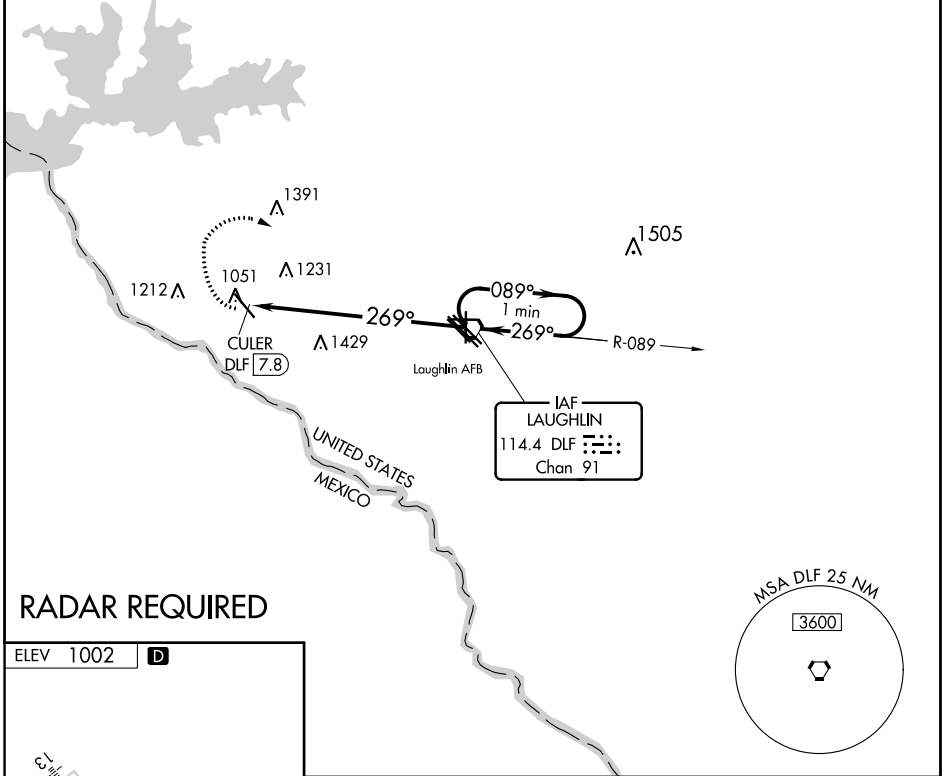 1391
1505
1231
1051
1212
089°
1 min
269°
269°
R-089
CULER
DLF 7.8
1429
Laughlin AFB
IAF
LAUGHLIN
114.4 DLF
Chan 91
UNITED STATES
MEXICO
MSA DLF 25 NM
3600
RADAR REQUIRED
ELEV 1002 D
13